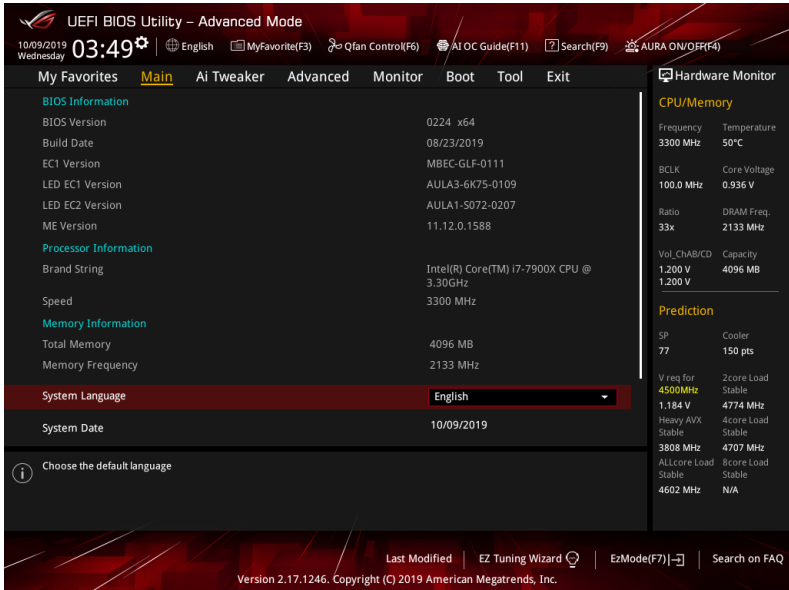 UEFI BIOS Utility – Advanced Mode
10/09/2019 Wednesday 03:49 English MyFavorite(F3) Qfan Control(F6) AI OC Guide(F11) ? Search(F9) AURA ON/OFF(F4)
My Favorites Main Ai Tweaker Advanced Monitor Boot Tool Exit
BIOS Information
BIOS Version 0224 x64
Build Date 08/23/2019
EC1 Version MBEC-GLF-0111
LED EC1 Version AULA3-6K75-0109
LED EC2 Version AULA1-S072-0207
ME Version 11.12.0.1588
Processor Information
Brand String Intel(R) Core(TM) i7-7900X CPU @
3.30GHz
Speed 3300 MHz
Memory Information
Total Memory 4096 MB
Memory Frequency 2133 MHz
System Language English
System Date 10/09/2019
i Choose the default language
Hardware Monitor
CPU/Memory
Frequency Temperature
3300 MHz 50°C
BCLK Core Voltage
100.0 MHz 0.936 V
Ratio DRAM Freq.
33x 2133 MHz
Vol_ChAB/CD Capacity
1.200 V 4096 MB
1.200 V
Prediction
SP Cooler
77 150 pts
V req for 2core Load
4500MHz Stable
1.184 V 4774 MHz
Heavy AVX 4core Load
Stable Stable
3808 MHz 4707 MHz
ALLcore Load 8core Load
Stable Stable
4602 MHz N/A
Last Modified EZ Tuning Wizard EzMode(F7) Search on FAQ
Version 2.17.1246. Copyright (C) 2019 American Megatrends, Inc.